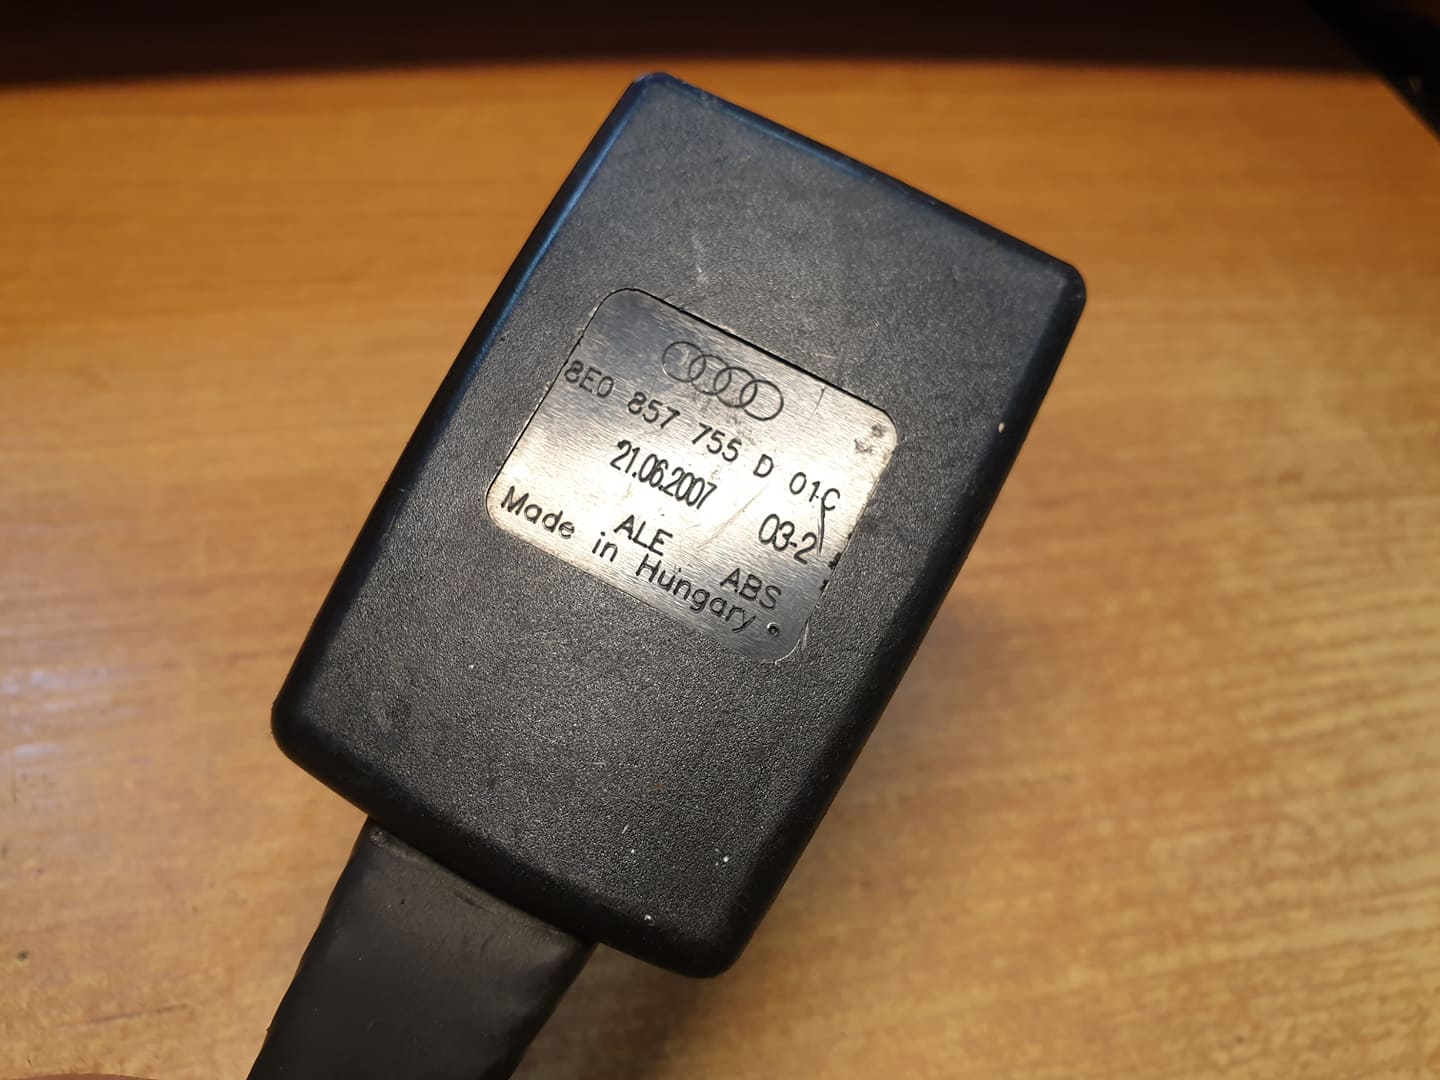 8E0 857 755 D 01C
21.06.2007 03-2
ALE ABS
Made in Hungary